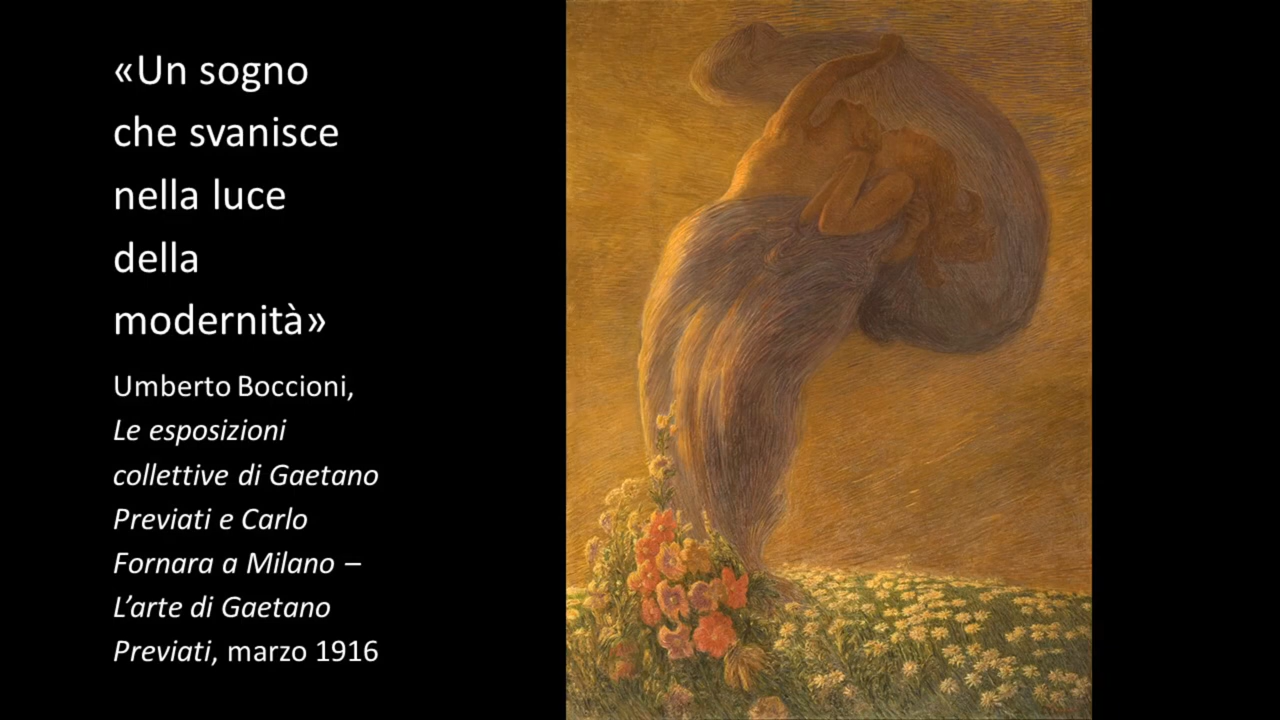 «Un sogno
che svanisce
nella luce
della
modernità»
Umberto Boccioni,
Le esposizioni
collettive di Gaetano
Previati e Carlo
Fornara a Milano –
L’arte di Gaetano
Previati, marzo 1916